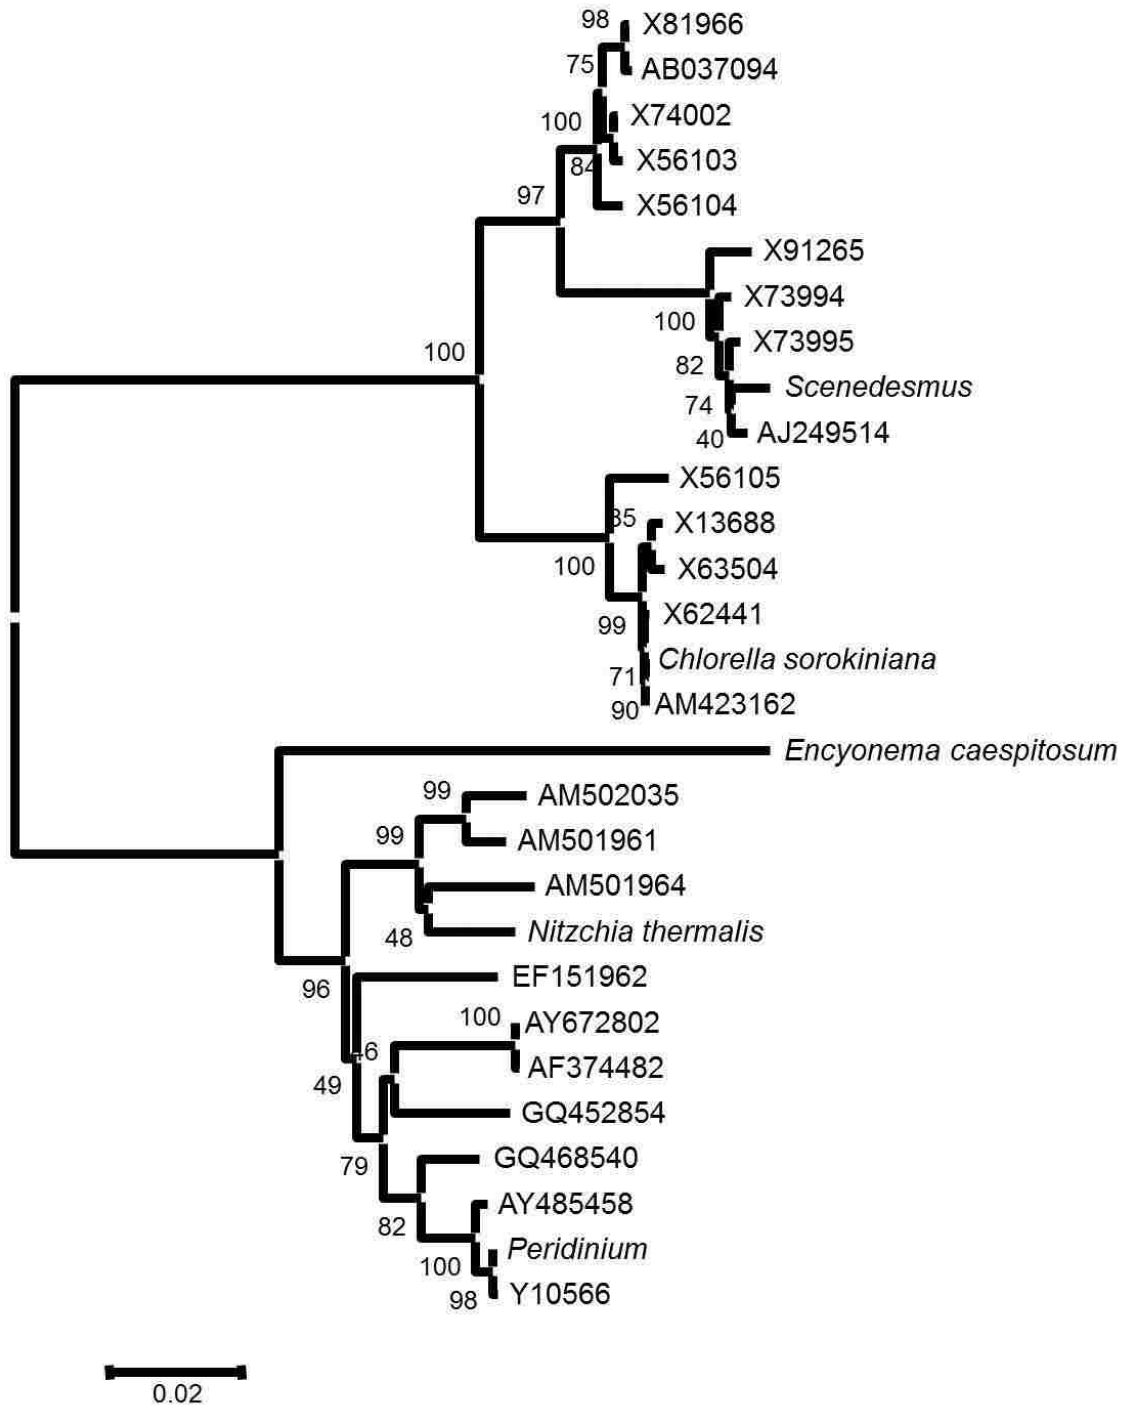 98
X81966
75
AB037094
X74002
100
X56103
84
X56104
97
X91265
X73994
100
X73995
82
Scenedesmus
74
AJ249514
40
100
X56105
X13688
100
X63504
X62441
99
Chlorella sorokiniana
71
AM423162
90
Encyonema caespitosum
99
AM502035
99
AM501961
AM501964
Nitzchia thermalis
48
EF151962
96
100
AY672802
AF374482
49
GQ452854
GQ468540
79
AY485458
82
Peridinium
100
Y10566
98
0.02